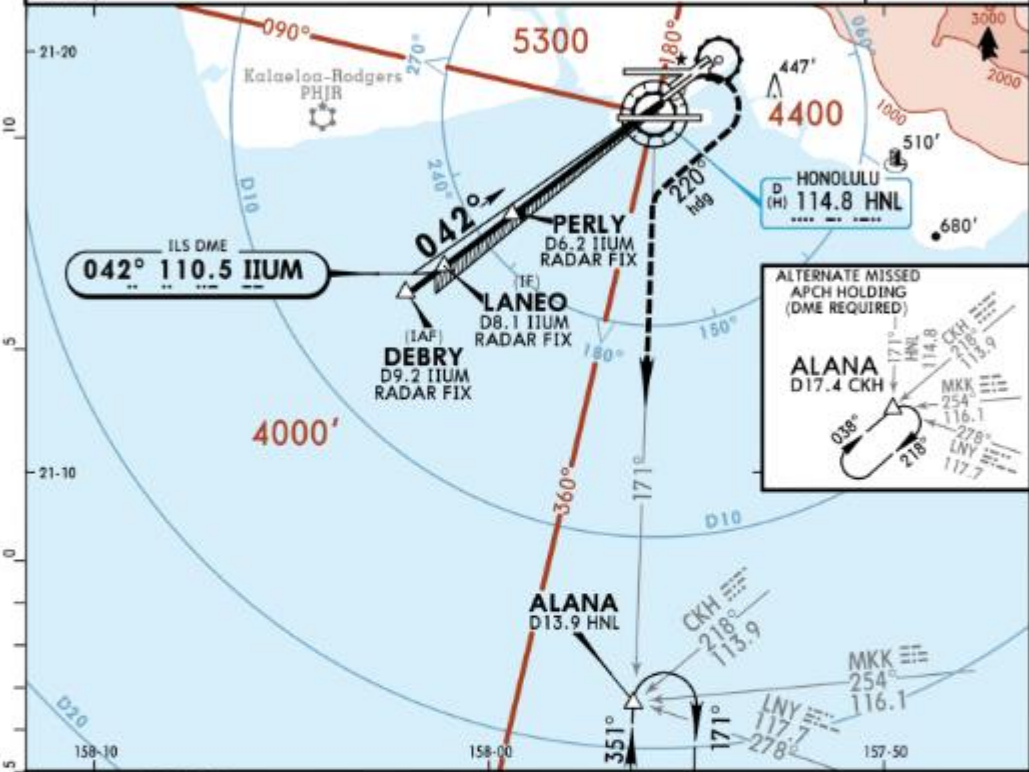 21-20
090°
270°
5300
180°
060°
3000
2000
Kalaeloa-Rodgers
PHJR
447'
4400
1000
510'
10
D10
240°
042°
220°
hdg
HONOLULU
D
(H) 114.8 HNL
680'
PERLY
D6.2 IIUM
RADAR FIX
ILS DME
042° 110.5 IIUM
(IF)
LANEO
D8.1 IIUM
RADAR FIX
(IAF)
DEBRY
D9.2 IIUM
RADAR FIX
180°
150°
5
ALTERNATE MISSED
APCH HOLDING
(DME REQUIRED)
171°
HNL
114.8
CKH
218°
113.9
ALANA
D17.4 CKH
MKK
254°
116.1
278°
LNY
117.7
038°
218°
4000'
21-10
360°
171°
D10
0
ALANA
D13.9 HNL
CKH
218°
113.9
MKK
254°
116.1
LNY
117.7
278°
D20
351°
171°
5
158-10
158-00
157-50